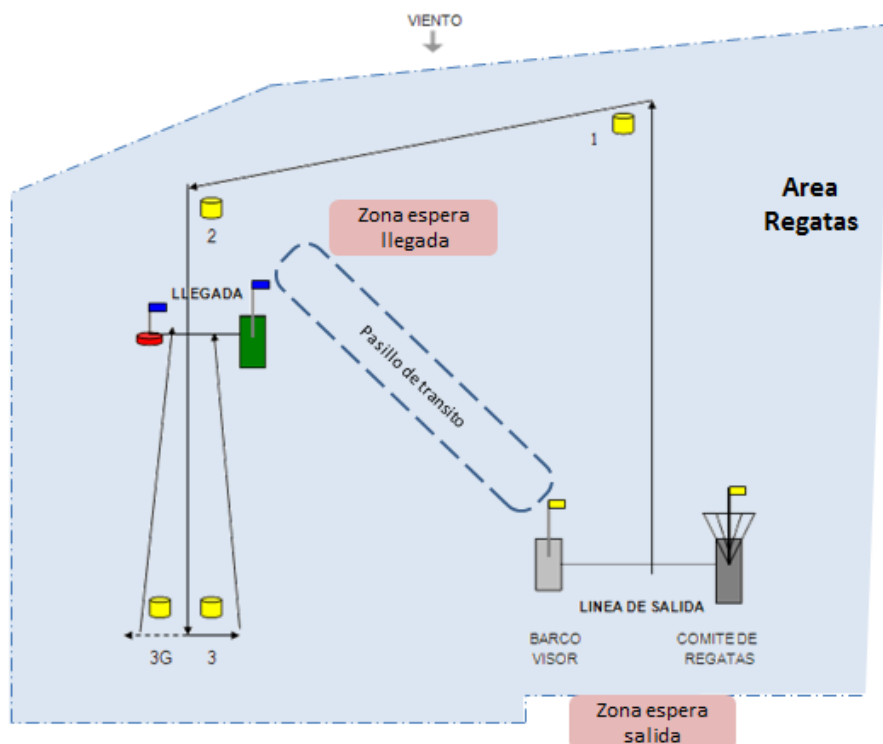 VIENTO
1
Area
Regatas
Zona espera
llegada
2
LLEGADA
Pasillo de transito
LINEA DE SALIDA
3G
3
BARCO
VISOR
COMITE DE
REGATAS
Zona espera
salida